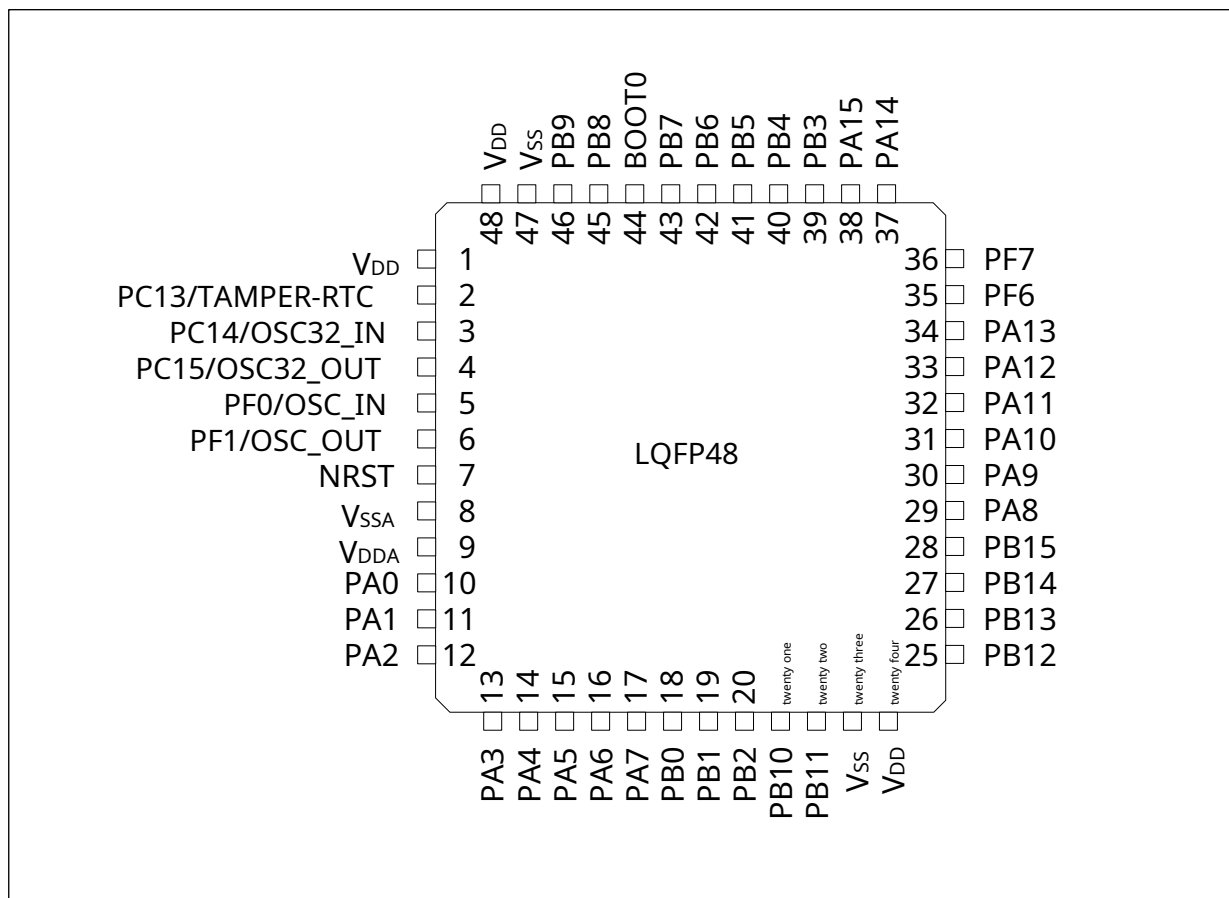 VDD
VSS
PB9
PB8
BOOT0
PB7
PB6
PB5
PB4
PB3
PA15
PA14
48
47
46
45
44
43
42
41
40
39
38
37
VDD 1
PC13/TAMPER-RTC 2
PC14/OSC32_IN 3
PC15/OSC32_OUT 4
PF0/OSC_IN 5
PF1/OSC_OUT 6
NRST 7
VSSA 8
VDDA 9
PA0 10
PA1 11
PA2 12
LQFP48
36 PF7
35 PF6
34 PA13
33 PA12
32 PA11
31 PA10
30 PA9
29 PA8
28 PB15
27 PB14
26 PB13
25 PB12
13
14
15
16
17
18
19
20
twenty one
twenty two
twenty three
twenty four
PA3
PA4
PA5
PA6
PA7
PB0
PB1
PB2
PB10
PB11
VSS
VDD